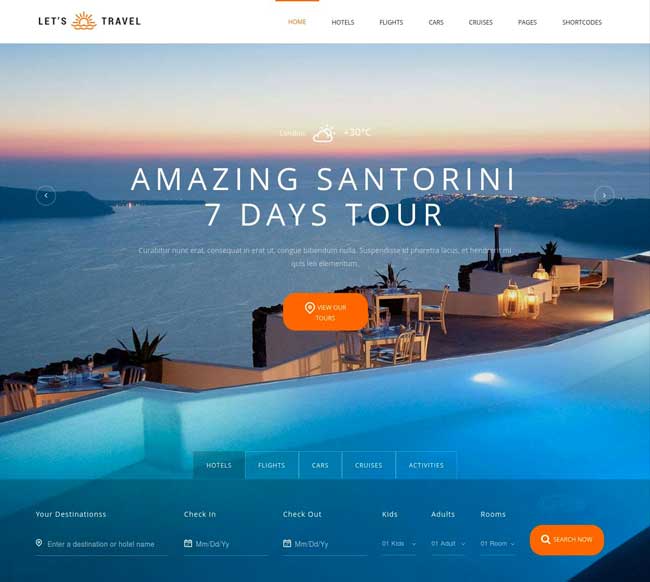 LET'S TRAVEL
HOME HOTELS FLIGHTS CARS CRUISES PAGES SHORTCODES
London +30°C
AMAZING SANTORINI
7 DAYS TOUR
Curabitur nunc erat, consequat in erat ut, congue bibendum nulla. Suspendisse id pharetra lacus, et hendrerit mi
quis leo elementum.
VIEW OUR
TOURS
HOTELS FLIGHTS CARS CRUISES ACTIVITIES
Your Destinationss Check In Check Out Kids Adults Rooms
Enter a destination or hotel name Mm/Dd/Yy Mm/Dd/Yy 01 Kids 01 Adult 01 Room SEARCH NOW